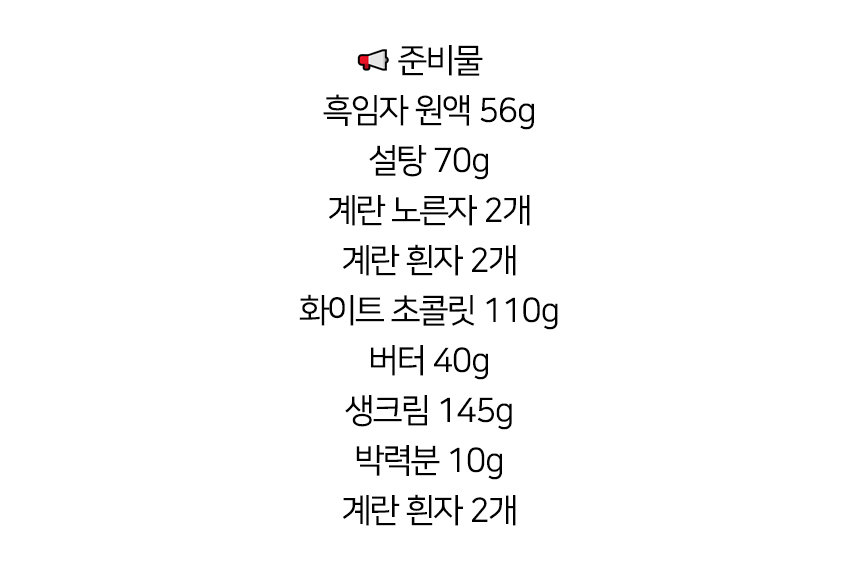 📢 준비물
흑임자 원액 56g
설탕 70g
계란 노른자 2개
계란 흰자 2개
화이트 초콜릿 110g
버터 40g
생크림 145g
박력분 10g
계란 흰자 2개